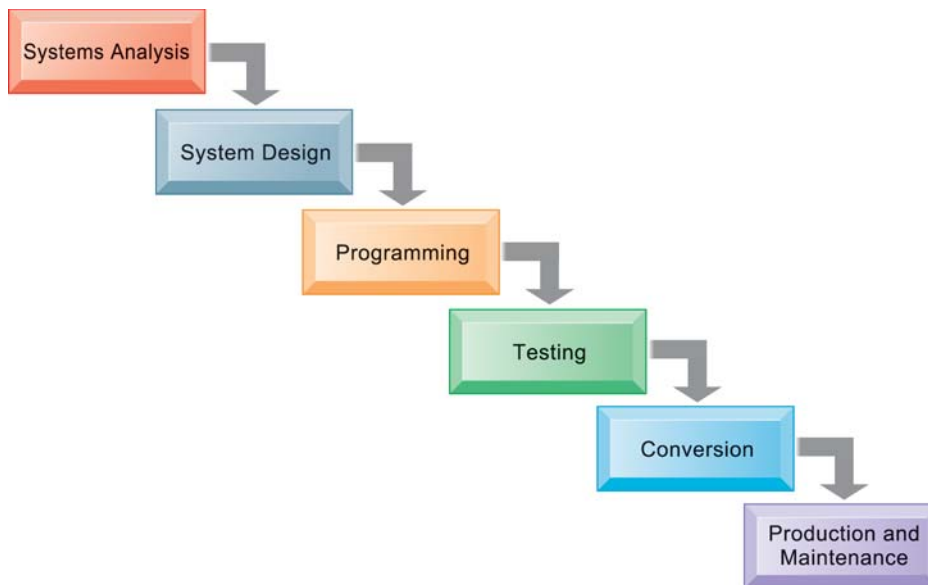 Systems Analysis
System Design
Programming
Testing
Conversion
Production and
Maintenance